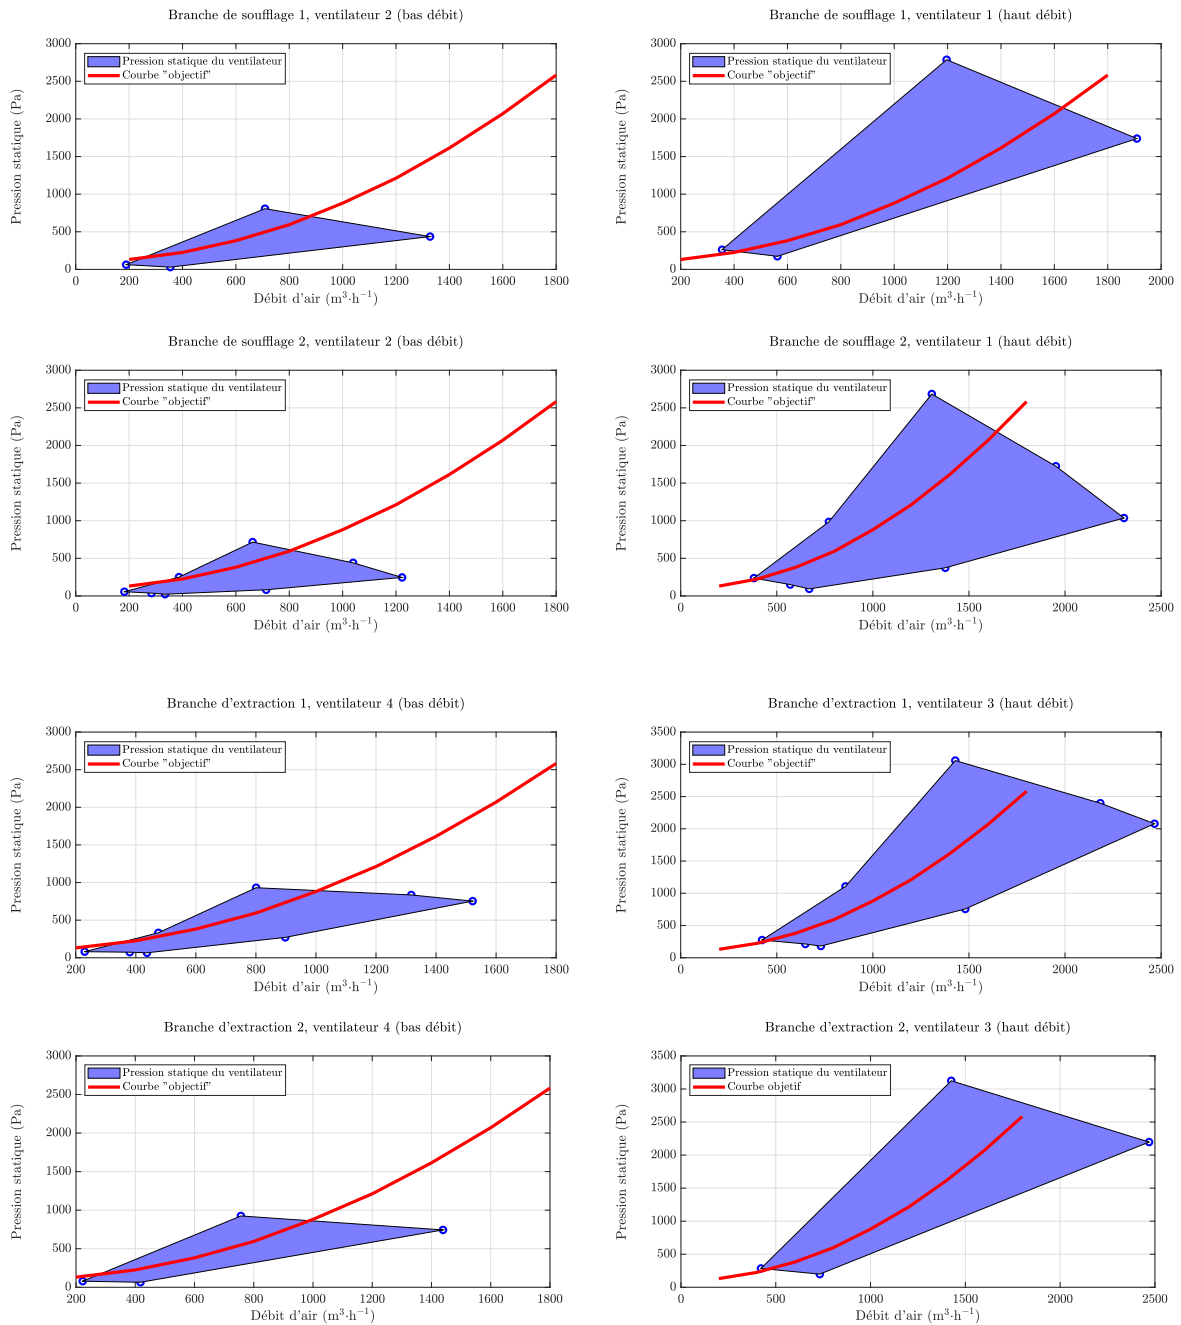 Branche de soufflage 1, ventilateur 2 (bas débit)
3000
2500
2000
1500
1000
500
0
Pression statique (Pa)
Pression statique du ventilateur
Courbe "objectif"
0 200 400 600 800 1000 1200 1400 1600 1800
Débit d'air (m³·h⁻¹)
Branche de soufflage 1, ventilateur 1 (haut débit)
3000
2500
2000
1500
1000
500
0
Pression statique (Pa)
Pression statique du ventilateur
Courbe "objectif"
200 400 600 800 1000 1200 1400 1600 1800 2000
Débit d'air (m³·h⁻¹)
Branche de soufflage 2, ventilateur 2 (bas débit)
3000
2500
2000
1500
1000
500
0
Pression statique (Pa)
Pression statique du ventilateur
Courbe "objectif"
0 200 400 600 800 1000 1200 1400 1600 1800
Débit d'air (m³·h⁻¹)
Branche de soufflage 2, ventilateur 1 (haut débit)
3000
2500
2000
1500
1000
500
0
Pression statique (Pa)
Pression statique du ventilateur
Courbe "objectif"
0 500 1000 1500 2000 2500
Débit d'air (m³·h⁻¹)
Branche d'extraction 1, ventilateur 4 (bas débit)
3000
2500
2000
1500
1000
500
0
Pression statique (Pa)
Pression statique du ventilateur
Courbe "objectif"
200 400 600 800 1000 1200 1400 1600 1800
Débit d'air (m³·h⁻¹)
Branche d'extraction 1, ventilateur 3 (haut débit)
3500
3000
2500
2000
1500
1000
500
0
Pression statique (Pa)
Pression statique du ventilateur
Courbe "objectif"
0 500 1000 1500 2000 2500
Débit d'air (m³·h⁻¹)
Branche d'extraction 2, ventilateur 4 (bas débit)
3000
2500
2000
1500
1000
500
0
Pression statique (Pa)
Pression statique du ventilateur
Courbe "objectif"
200 400 600 800 1000 1200 1400 1600 1800
Débit d'air (m³·h⁻¹)
Branche d'extraction 2, ventilateur 3 (haut débit)
3500
3000
2500
2000
1500
1000
500
0
Pression statique (Pa)
Pression statique du ventilateur
Courbe objetif
0 500 1000 1500 2000 2500
Débit d'air (m³·h⁻¹)